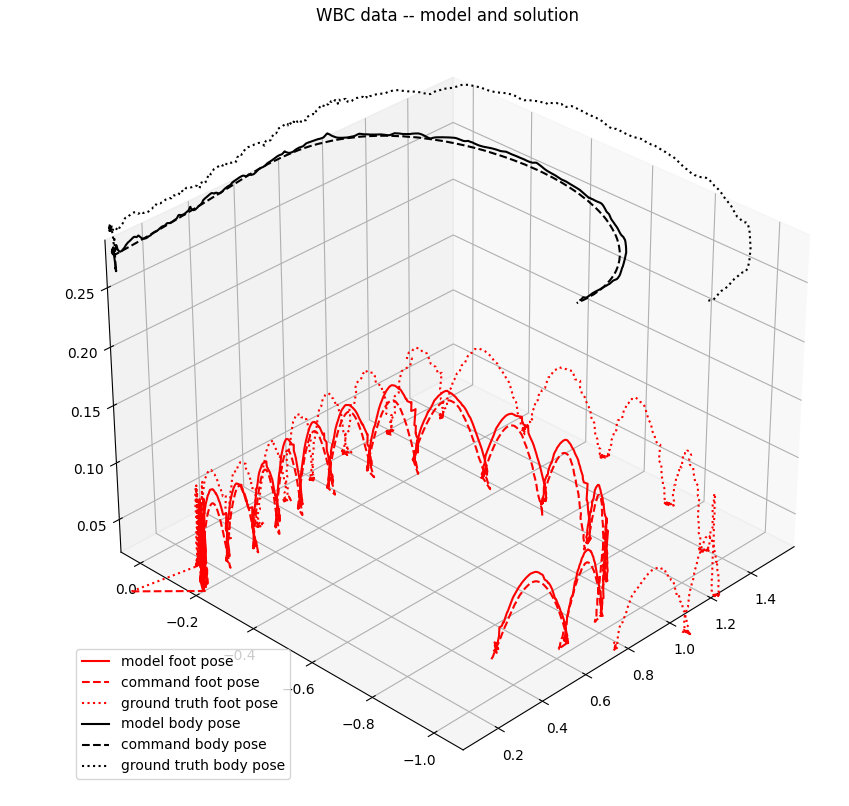 WBC data -- model and solution
0.25
0.20
0.15
0.10
0.05
0.0
−0.2
−0.4
−0.6
−0.8
−1.0
0.2
0.4
0.6
0.8
1.0
1.2
1.4
model foot pose
command foot pose
ground truth foot pose
model body pose
command body pose
ground truth body pose